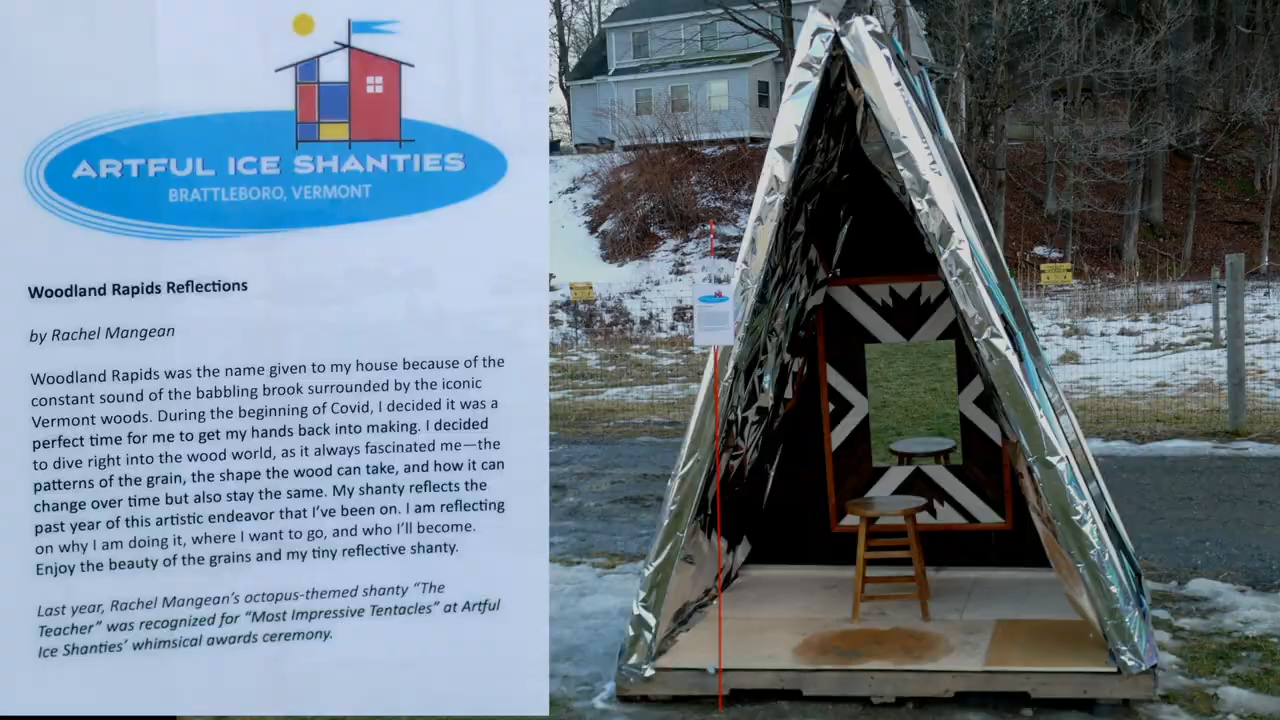 ARTFUL ICE SHANTIES
BRATTLEBORO, VERMONT
Woodland Rapids Reflections
by Rachel Mangean
Woodland Rapids was the name given to my house because of the
constant sound of the babbling brook surrounded by the iconic
Vermont woods. During the beginning of Covid, I decided it was a
perfect time for me to get my hands back into making. I decided
to dive right into the wood world, as it always fascinated me—the
patterns of the grain, the shape the wood can take, and how it can
change over time but also stay the same. My shanty reflects the
past year of this artistic endeavor that I've been on. I am reflecting
on why I am doing it, where I want to go, and who I'll become.
Enjoy the beauty of the grains and my tiny reflective shanty.
Last year, Rachel Mangean's octopus-themed shanty "The
Teacher" was recognized for "Most Impressive Tentacles" at Artful
Ice Shanties' whimsical awards ceremony.